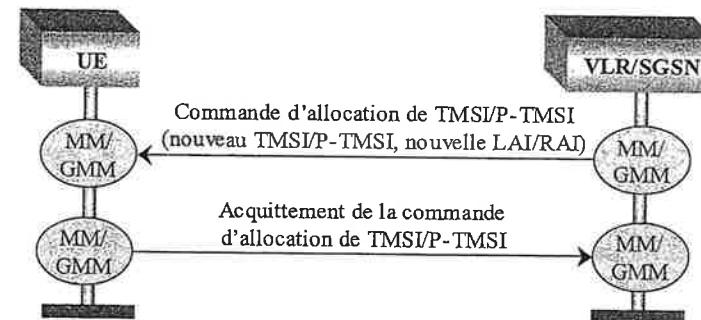 UE
VLR/SGSN
Commande d'allocation de TMSI/P-TMSI
(nouveau TMSI/P-TMSI, nouvelle LAI/RAI)
MM/
GMM
MM/
GMM
Acquittement de la commande
d'allocation de TMSI/P-TMSI
MM/
GMM
MM/
GMM